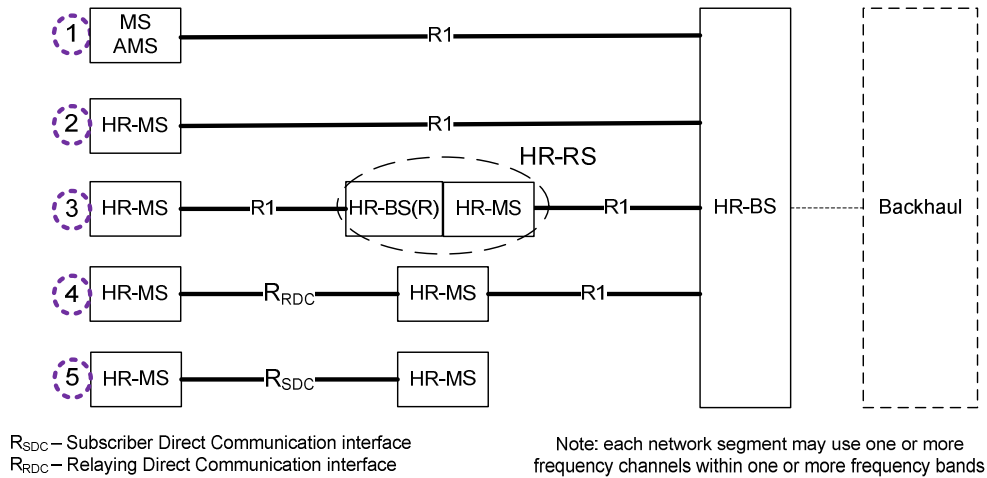 1
MS
AMS
R1
2
HR-MS
R1
HR-RS
3
HR-MS
R1
HR-BS(R)
HR-MS
R1
HR-BS
Backhaul
4
HR-MS
RRDC
HR-MS
R1
5
HR-MS
RSDC
HR-MS
RSDC – Subscriber Direct Communication interface
RRDC – Relaying Direct Communication interface
Note: each network segment may use one or more
frequency channels within one or more frequency bands